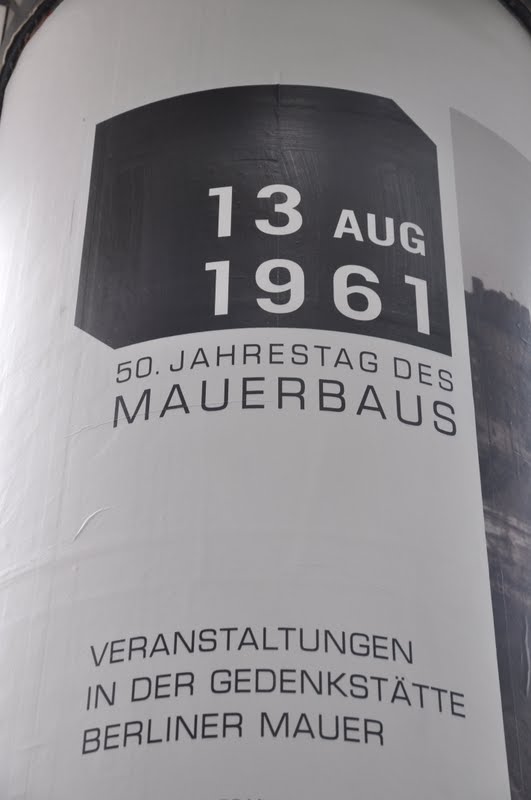 13 AUG
1961
50. JAHRESTAG DES
MAUERBAUS
VERANSTALTUNGEN
IN DER GEDENKSTÄTTE
BERLINER MAUER